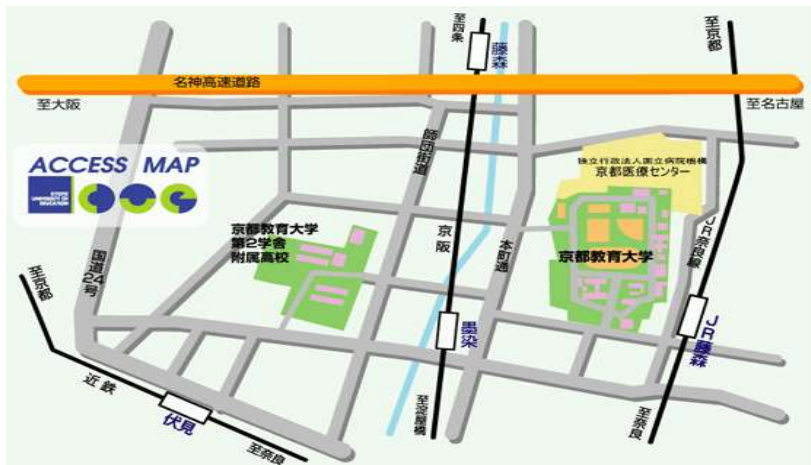 至四条
藤森
至京都
名神高速道路
至大阪
至名古屋
師団街道
独立行政法人国立病院機構
京都医療センター
ACCESS MAP
KYOTO
UNIVERSITY OF
EDUCATION
京都教育大学
第2学舎
附属高校
京阪
本町通
京都教育大学
JR奈良線
国道24号
至京都
墨染
JR藤森
近鉄
伏見
至奈良
至淀屋橋
至奈良